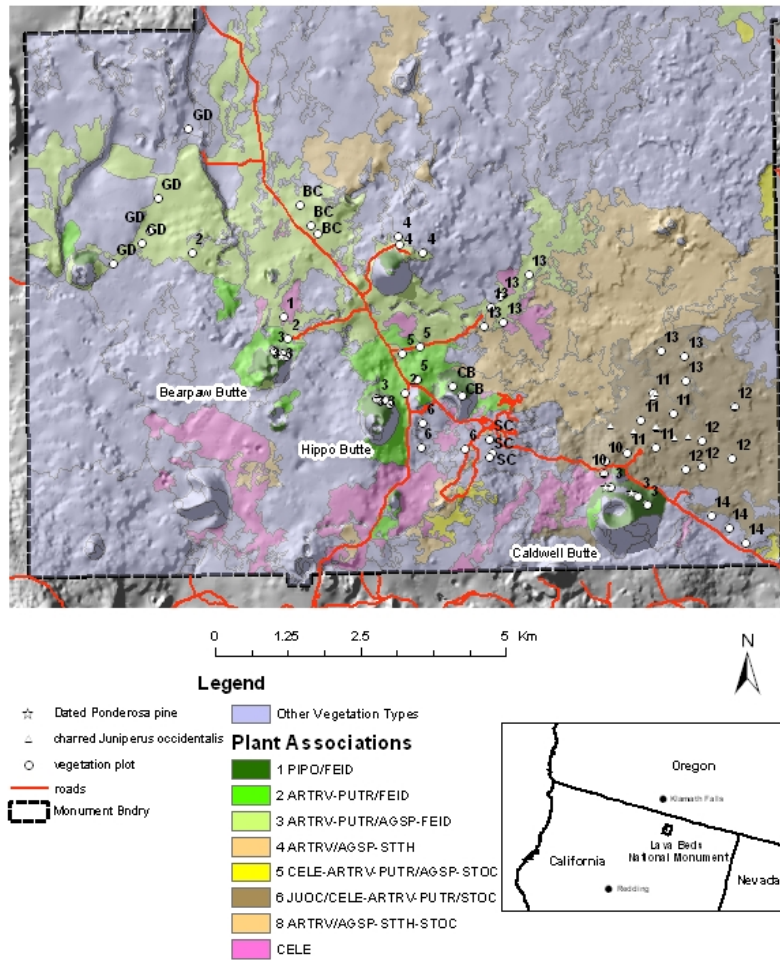 GD
GD
GD
GD
GD
2
BC
BC
BC
4
4
4
13
13
13
13
1
2
3
3
3
5
5
5
2
CB
CB
3
3
3
6
6
6
SC
SC
SC
13
13
13
11
11
11
11
11
12
12
12
12
10
10
3
3
3
14
14
14
Bearpaw Butte
Hippo Butte
Caldwell Butte
0 1.25 2.5 5 Km
N
Legend
Dated Ponderosa pine
charred Juniperus occidentalis
vegetation plot
roads
Monument Bndry
Other Vegetation Types
Plant Associations
1 PIPO/FEID
2 ARTRV-PUTR/FEID
3 ARTRV-PUTR/AGSP-FEID
4 ARTRV/AGSP-STTH
5 CELE-ARTRV-PUTR/AGSP-STOC
6 JUOC/CELE-ARTRV-PUTR/STOC
8 ARTRV/AGSP-STTH-STOC
CELE
Oregon
Klamath Falls
Lava Beds
National Monument
California
Nevada
Redding